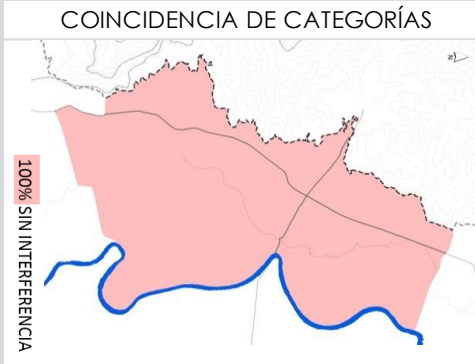 COINCIDENCIA DE CATEGORÍAS
N
100% SIN INTERFERENCIA